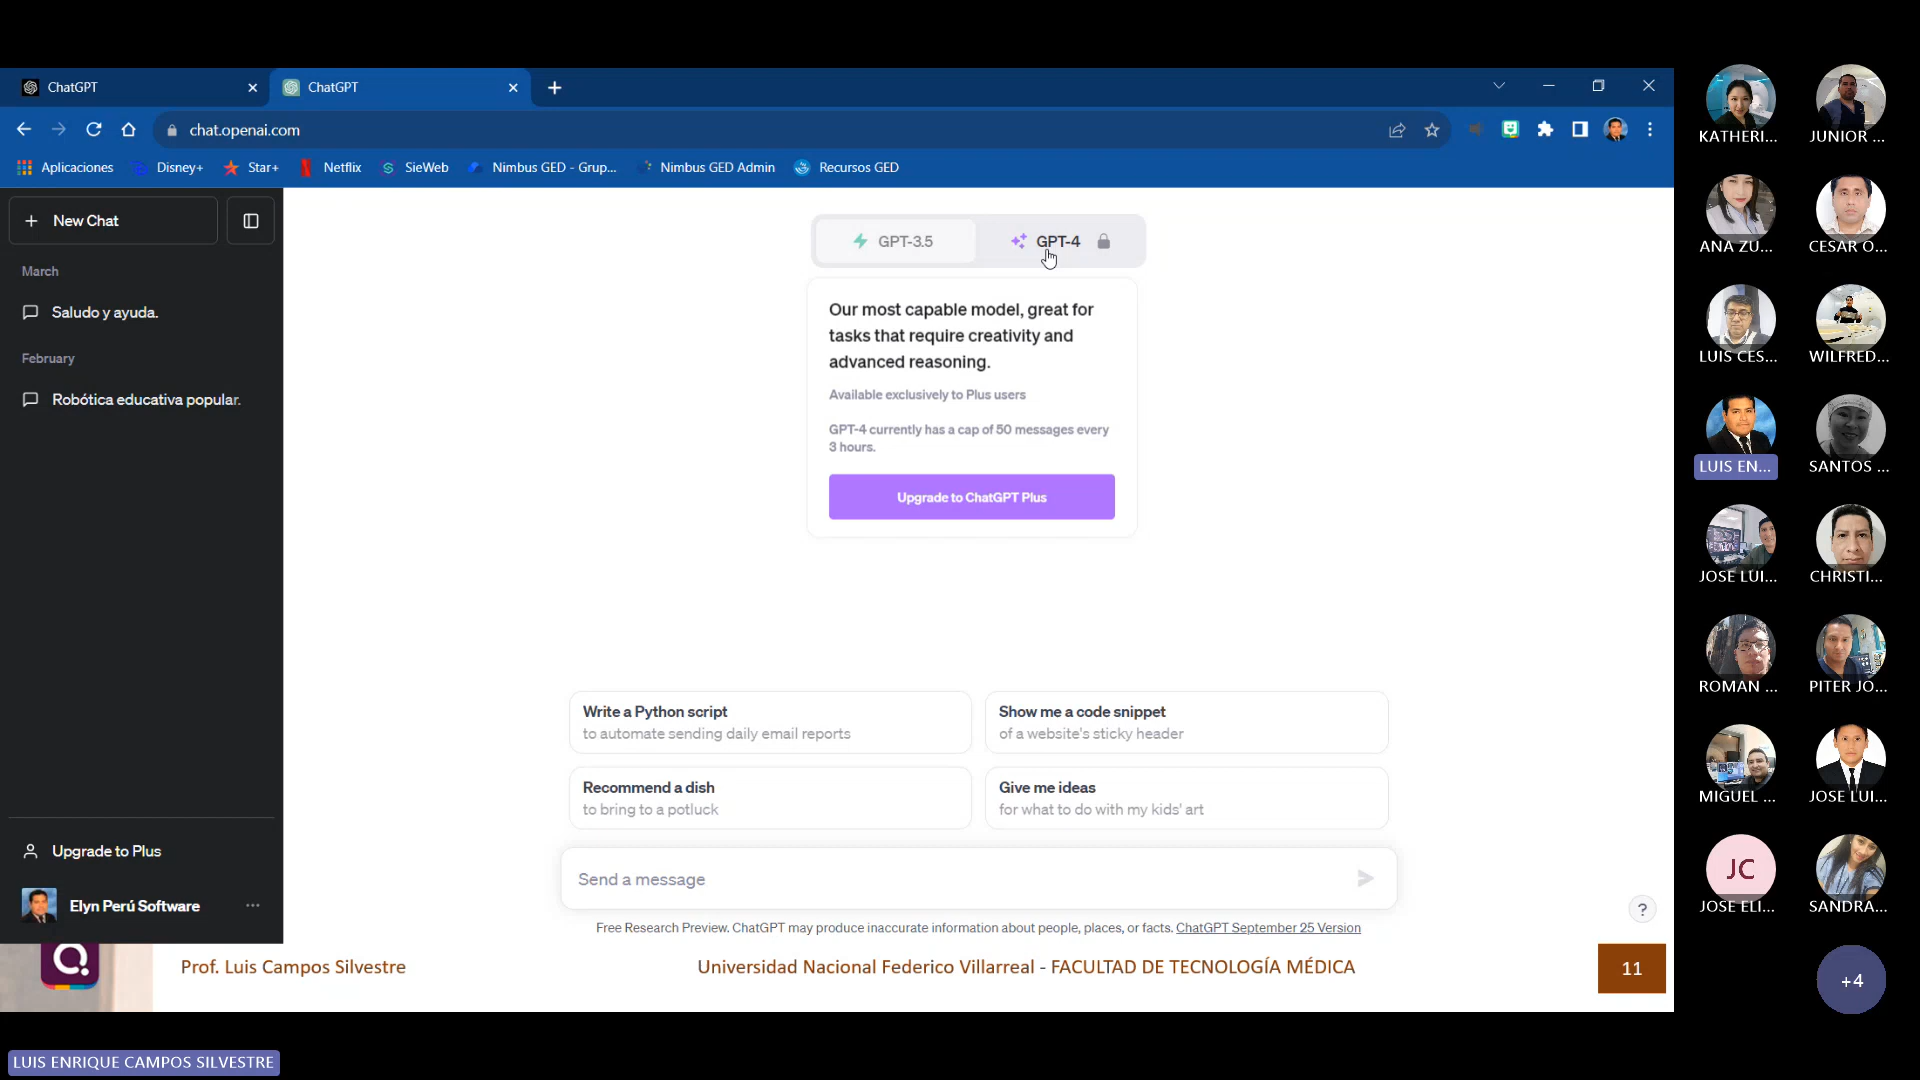 ChatGPT
ChatGPT
chat.openai.com
Aplicaciones
Disney+
Star+
Netflix
SieWeb
Nimbus GED - Grup...
Nimbus GED Admin
Recursos GED
New Chat
March
Saludo y ayuda.
February
Robótica educativa popular.
Upgrade to Plus
Elyn Perú Software
GPT-3.5
GPT-4
Our most capable model, great for
tasks that require creativity and
advanced reasoning.
Available exclusively to Plus users
GPT-4 currently has a cap of 50 messages every
3 hours.
Upgrade to ChatGPT Plus
Write a Python script
to automate sending daily email reports
Show me a code snippet
of a website's sticky header
Recommend a dish
to bring to a potluck
Give me ideas
for what to do with my kids' art
Send a message
?
Free Research Preview. ChatGPT may produce inaccurate information about people, places, or facts. ChatGPT September 25 Version
Prof. Luis Campos Silvestre
Universidad Nacional Federico Villarreal - FACULTAD DE TECNOLOGÍA MÉDICA
11
KATHERI...
JUNIOR ...
ANA ZU...
CESAR O...
LUIS CES...
WILFRED...
LUIS EN...
SANTOS ...
JOSE LUI...
CHRISTI...
ROMAN ...
PITER JO...
MIGUEL ...
JOSE LUI...
JC
JOSE ELI...
SANDRA...
+4
LUIS ENRIQUE CAMPOS SILVESTRE